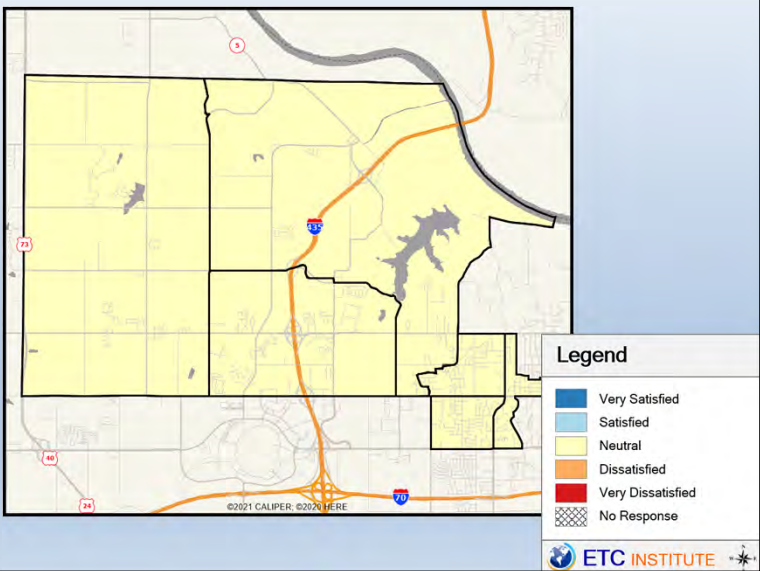 5
435
73
Legend
Very Satisfied
Satisfied
Neutral
Dissatisfied
Very Dissatisfied
No Response
40
24
70
©2021 CALIPER; ©2020 HERE
ETC INSTITUTE